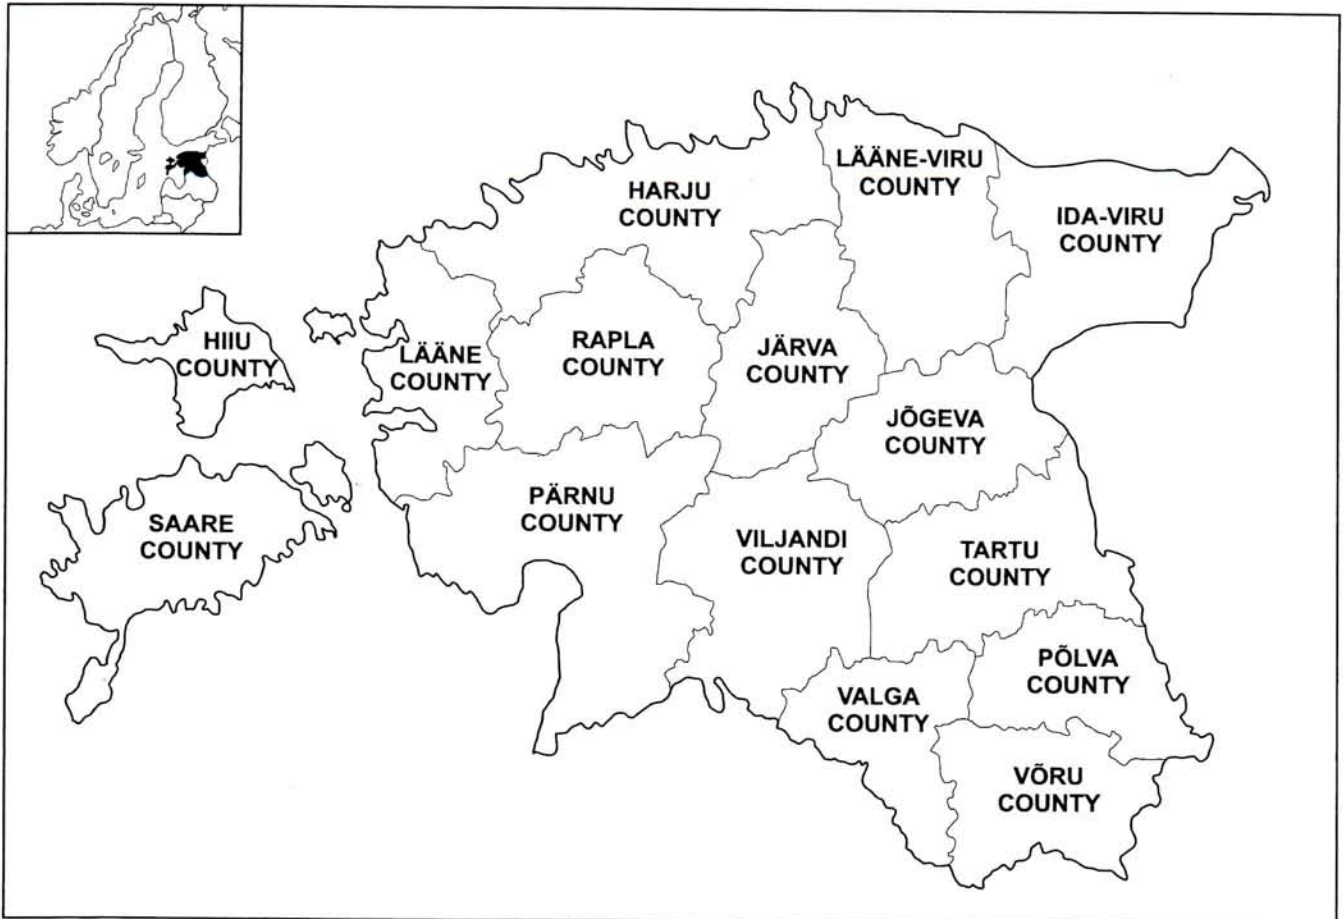 LÄÄNE-VIRU
COUNTY
HARJU
COUNTY
IDA-VIRU
COUNTY
HIIU
COUNTY
LÄÄNE
COUNTY
RAPLA
COUNTY
JÄRVA
COUNTY
JÕGEVA
COUNTY
SAARE
COUNTY
PÄRNU
COUNTY
VILJANDI
COUNTY
TARTU
COUNTY
PÕLVA
COUNTY
VALGA
COUNTY
VÕRU
COUNTY